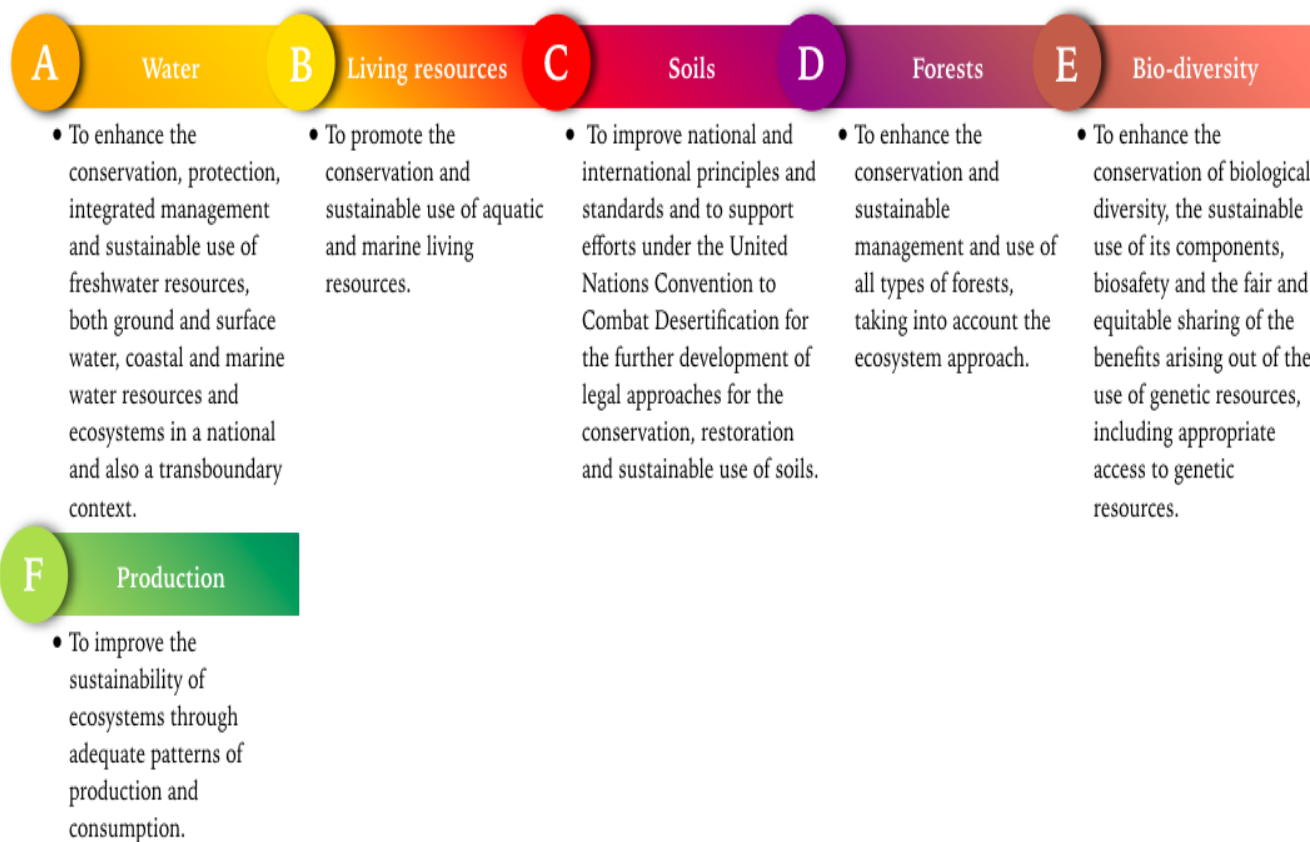 A
Water
To enhance the
conservation, protection,
integrated management
and sustainable use of
freshwater resources,
both ground and surface
water, coastal and marine
water resources and
ecosystems in a national
and also a transboundary
context.
B
Living resources
To promote the
conservation and
sustainable use of aquatic
and marine living
resources.
C
Soils
To improve national and
international principles and
standards and to support
efforts under the United
Nations Convention to
Combat Desertification for
the further development of
legal approaches for the
conservation, restoration
and sustainable use of soils.
D
Forests
To enhance the
conservation and
sustainable
management and use of
all types of forests,
taking into account the
ecosystem approach.
E
Bio-diversity
To enhance the
conservation of biological
diversity, the sustainable
use of its components,
biosafety and the fair and
equitable sharing of the
benefits arising out of the
use of genetic resources,
including appropriate
access to genetic
resources.
F
Production
To improve the
sustainability of
ecosystems through
adequate patterns of
production and
consumption.